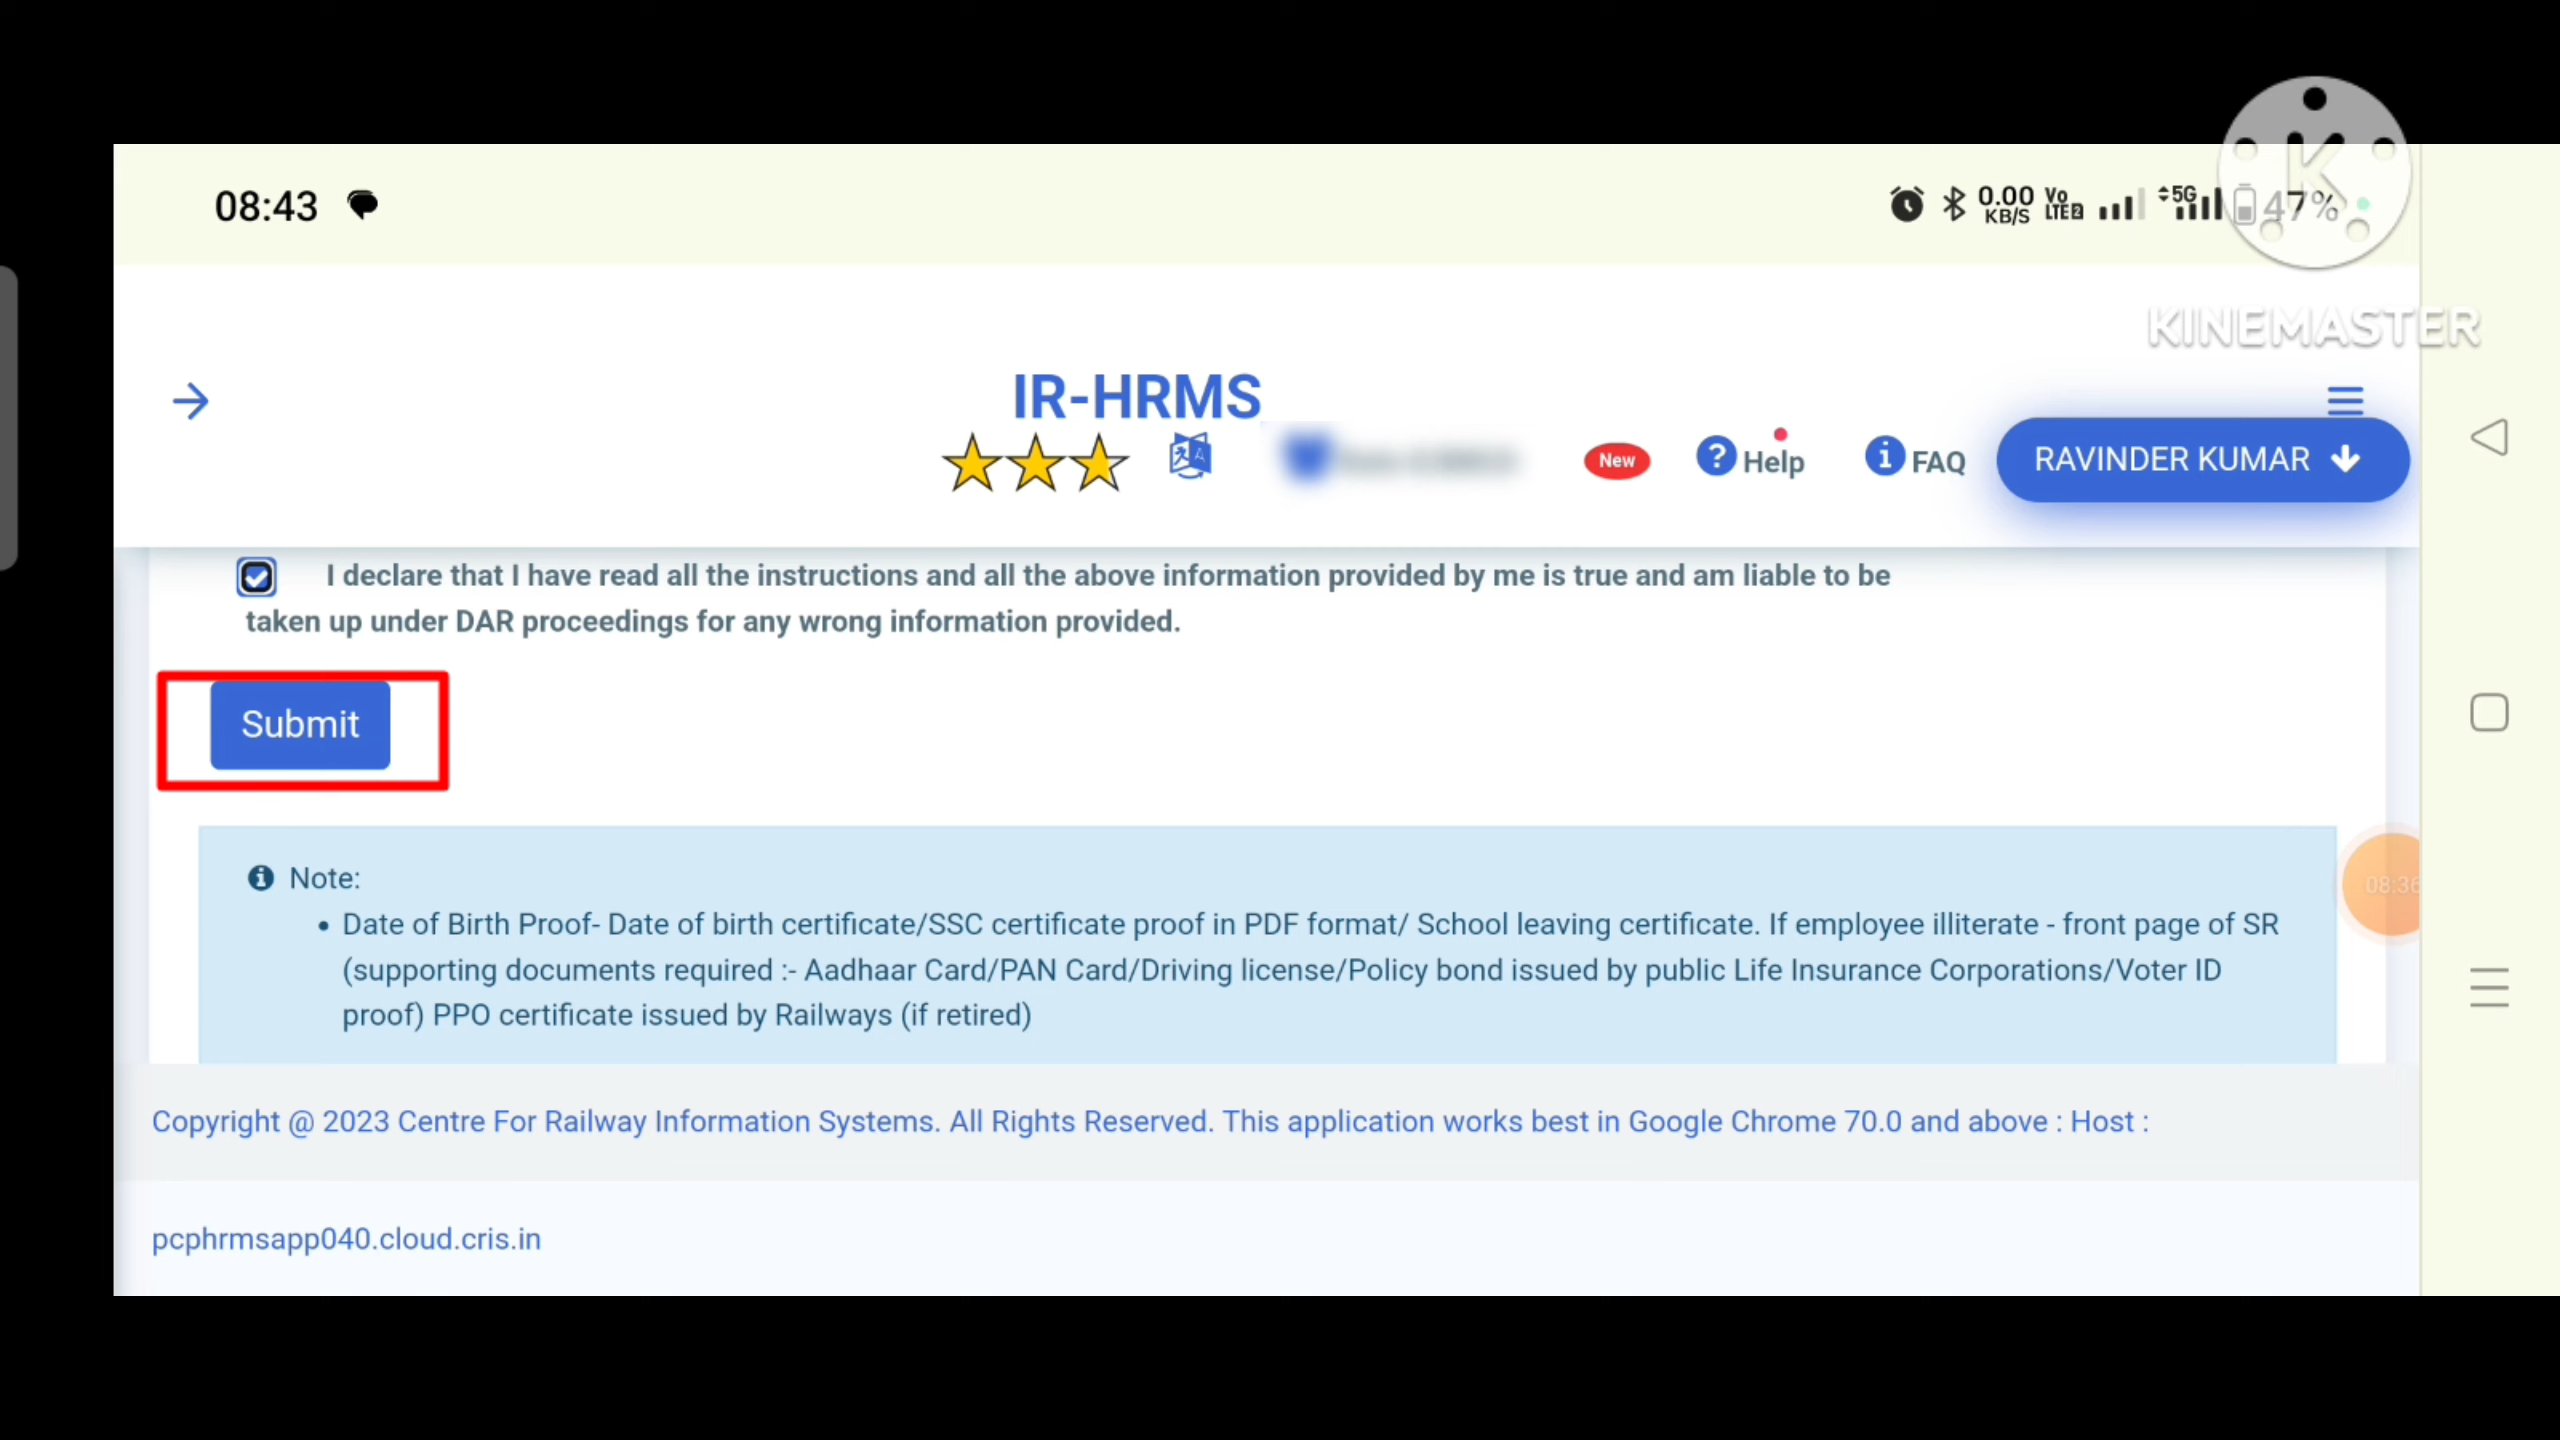 08:43
0.00 KB/S Vo LTE 2 5G 47%
KINEMASTER
IR-HRMS
New Help FAQ RAVINDER KUMAR
I declare that I have read all the instructions and all the above information provided by me is true and am liable to be
taken up under DAR proceedings for any wrong information provided.
Submit
Note:
• Date of Birth Proof- Date of birth certificate/SSC certificate proof in PDF format/ School leaving certificate. If employee illiterate - front page of SR
(supporting documents required :- Aadhaar Card/PAN Card/Driving license/Policy bond issued by public Life Insurance Corporations/Voter ID
proof) PPO certificate issued by Railways (if retired)
08:36
Copyright @ 2023 Centre For Railway Information Systems. All Rights Reserved. This application works best in Google Chrome 70.0 and above : Host :
pcphrmsapp040.cloud.cris.in